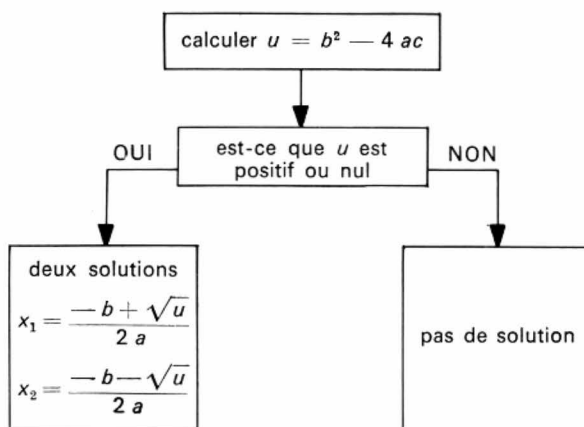 calculer u = b² — 4 ac
OUI
est-ce que u est
positif ou nul
NON
deux solutions
x₁ = (— b + √u) / 2 a
x₂ = (— b — √u) / 2 a
pas de solution